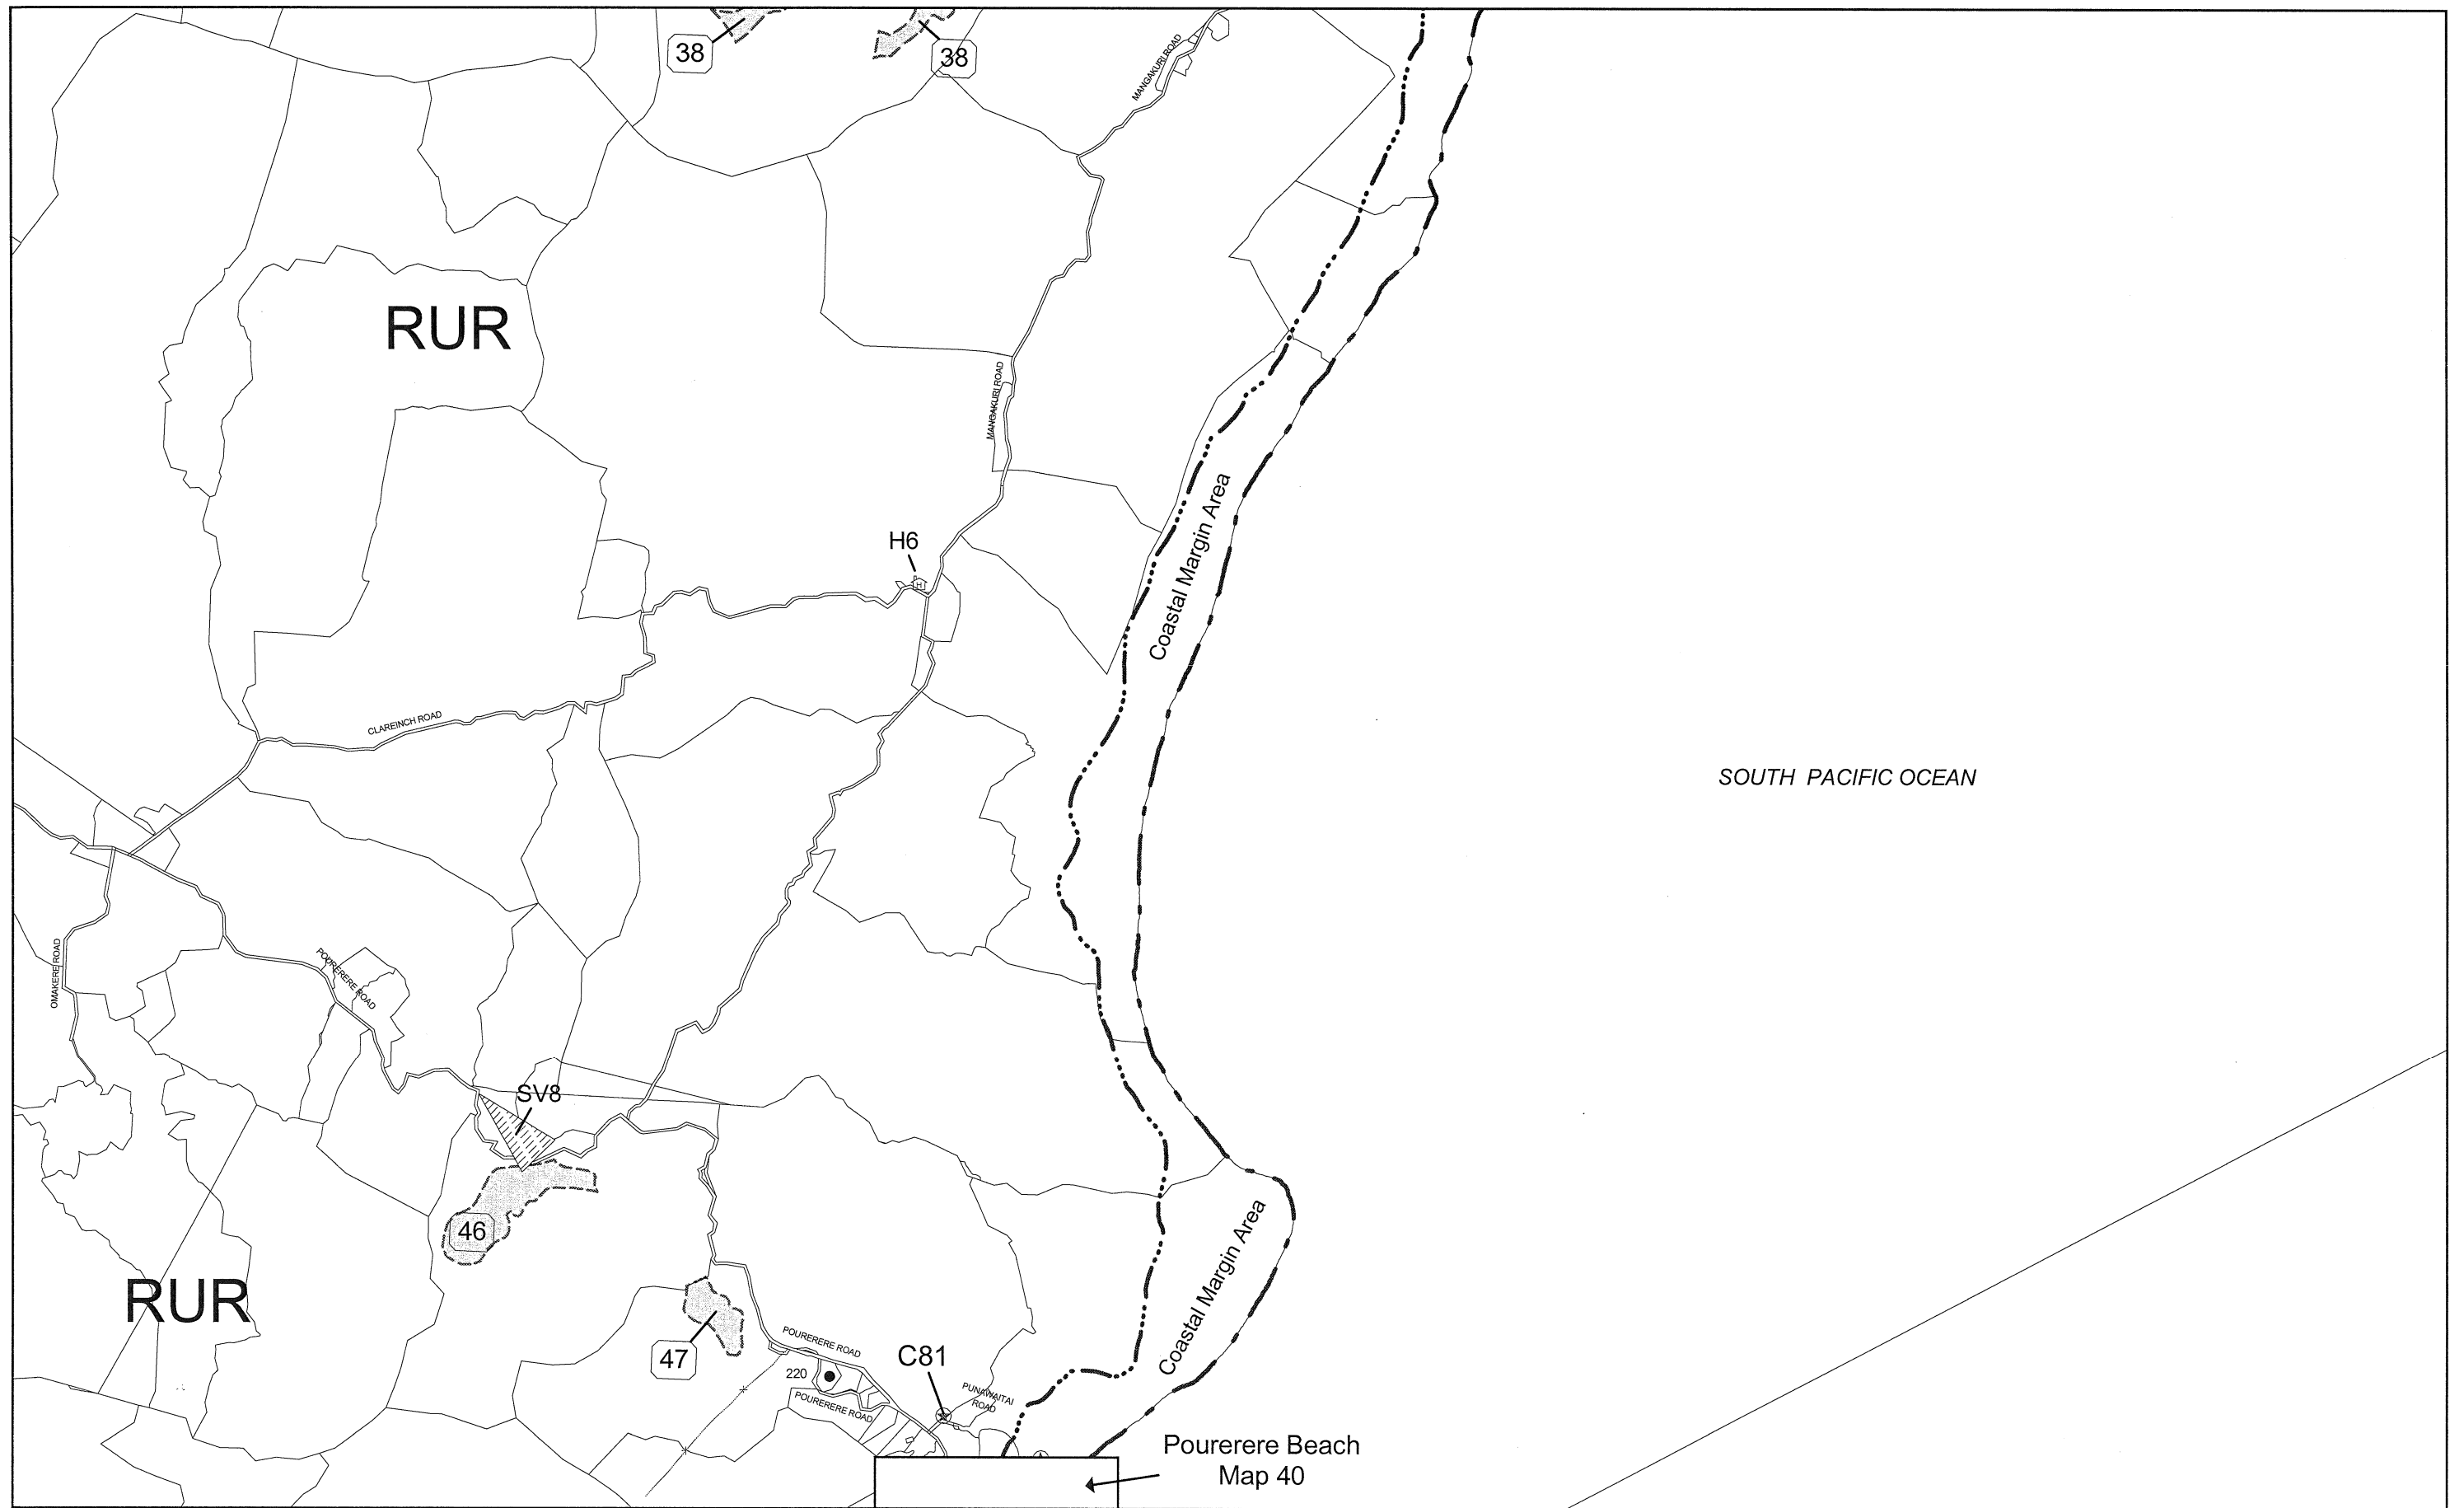 38
38
MANGAKURI ROAD
RUR
MANGAKURI ROAD
Coastal Margin Area
H6
H
CLAREINCH ROAD
SOUTH PACIFIC OCEAN
OMAKERE ROAD
POURERERE ROAD
SV8
46
RUR
Coastal Margin Area
47
POURERERE ROAD
220
C81
POURERERE ROAD
PUNAWAITAI
ROAD
Pourerere Beach
Map 40